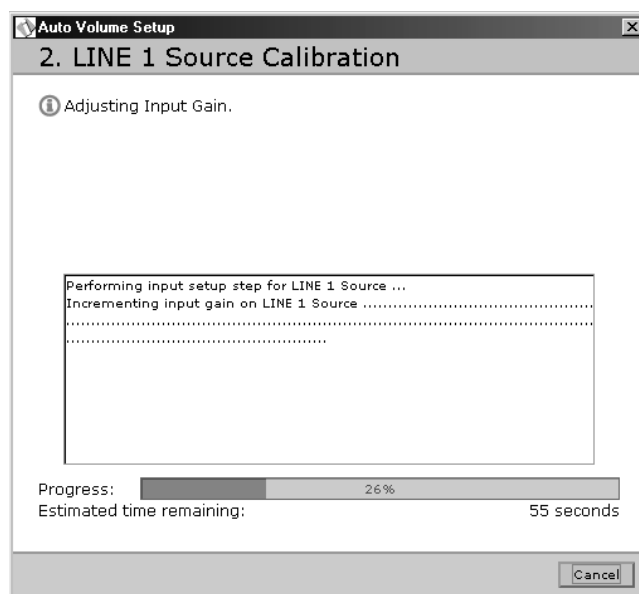 Auto Volume Setup
2. LINE 1 Source Calibration
Adjusting Input Gain.
Performing input setup step for LINE 1 Source ...
Incrementing input gain on LINE 1 Source ..............................................
..........................................................................................................
....................................................
Progress: 26%
Estimated time remaining: 55 seconds
Cancel